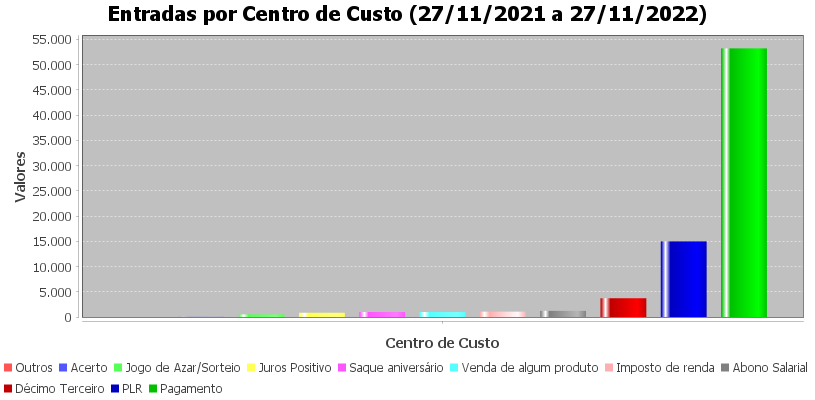 Entradas por Centro de Custo (27/11/2021 a 27/11/2022)
55.000
50.000
45.000
40.000
35.000
30.000
25.000
20.000
15.000
10.000
5.000
0
Valores
Centro de Custo
Outros Acerto Jogo de Azar/Sorteio Juros Positivo Saque aniversário Venda de algum produto Imposto de renda Abono Salarial
Décimo Terceiro PLR Pagamento